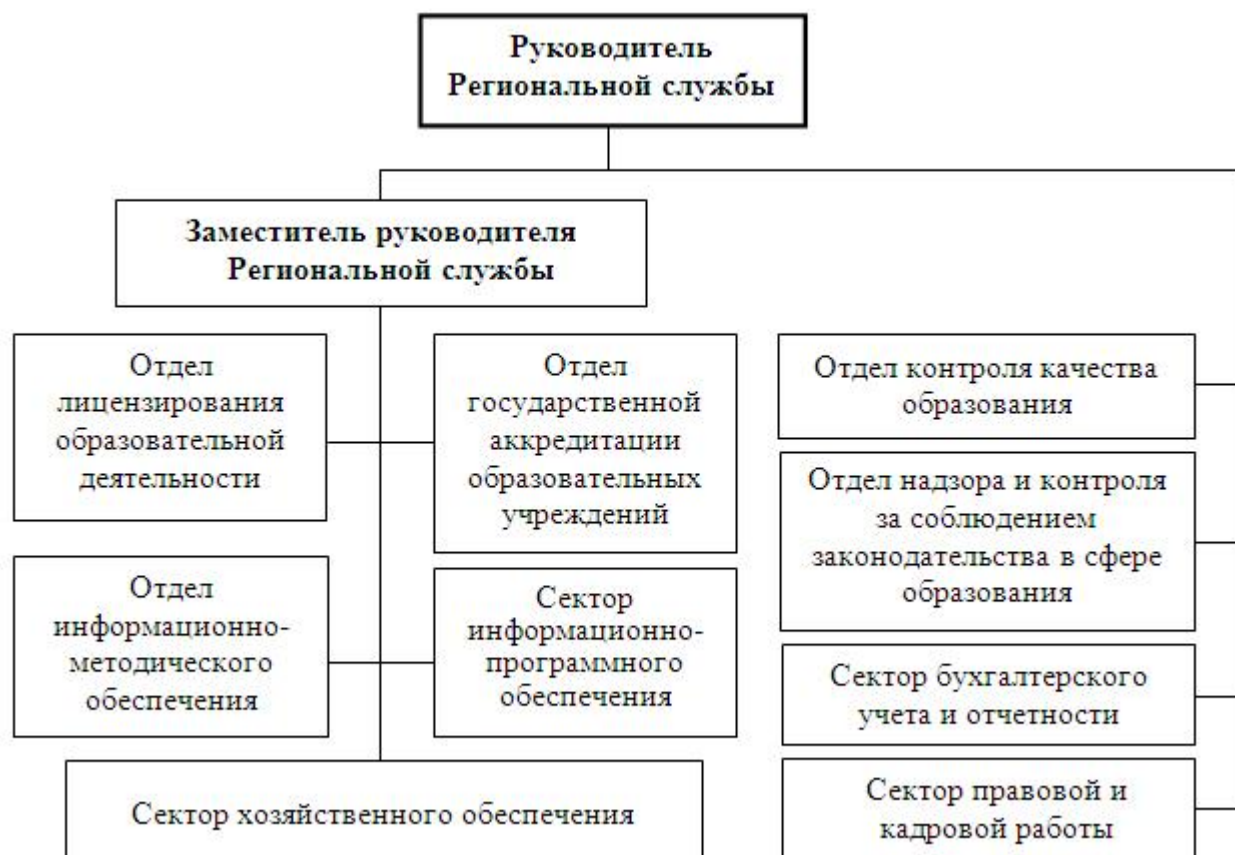 Руководитель
Региональной службы
Заместитель руководителя
Региональной службы
Отдел
лицензирования
образовательной
деятельности
Отдел
государственной
аккредитации
образовательных
учреждений
Отдел
информационно-
методического
обеспечения
Сектор
информационно-
программного
обеспечения
Сектор хозяйственного обеспечения
Отдел контроля качества
образования
Отдел надзора и контроля
за соблюдением
законодательства в сфере
образования
Сектор бухгалтерского
учета и отчетности
Сектор правовой и
кадровой работы